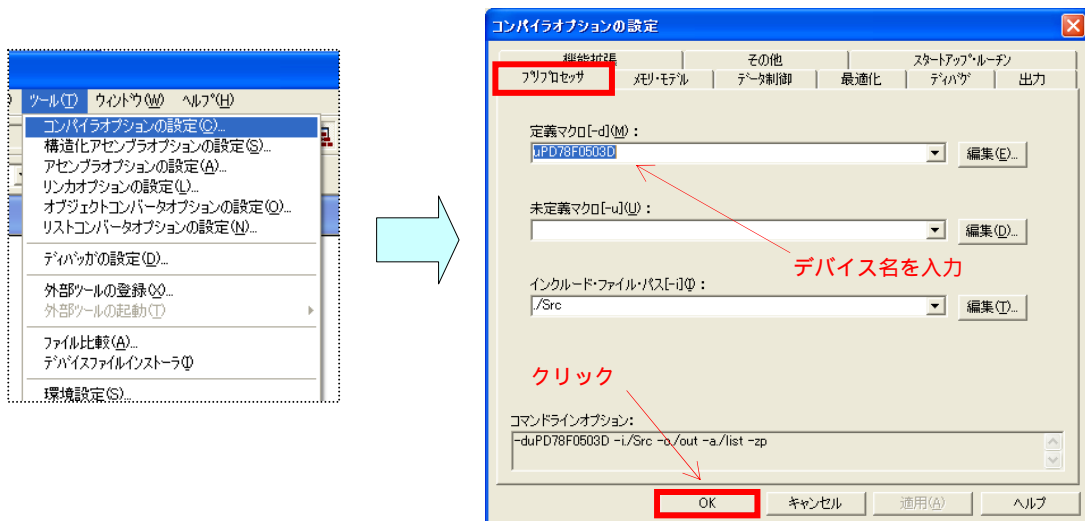 ツール(T) ウィンドウ(W) ヘルプ(H)
コンパイラオプションの設定(C)...
構造化アセンブラオプションの設定(S)...
アセンブラオプションの設定(A)...
リンカオプションの設定(L)...
オブジェクトコンバータオプションの設定(O)...
リストコンバータオプションの設定(N)...
ディバッガの設定(D)...
外部ツールの登録(X)...
外部ツールの起動(T)
ファイル比較(A)...
デバイスファイルインストーラ(I)
環境設定(S)...
コンパイラオプションの設定
機能拡張 その他 スタートアップ・ルーチン
プリプロセッサ メモリ・モデル データ制御 最適化 ディバッグ 出力
定義マクロ[-d](M):
uPD78F0503D 編集(E)...
未定義マクロ[-u](U):
編集(D)...
デバイス名を入力
インクルード・ファイル・パス[-i](I):
./Src 編集(T)...
クリック
コマンドラインオプション:
-duPD78F0503D -i./Src -o./out -a./list -zp
OK キャンセル 適用(A) ヘルプ